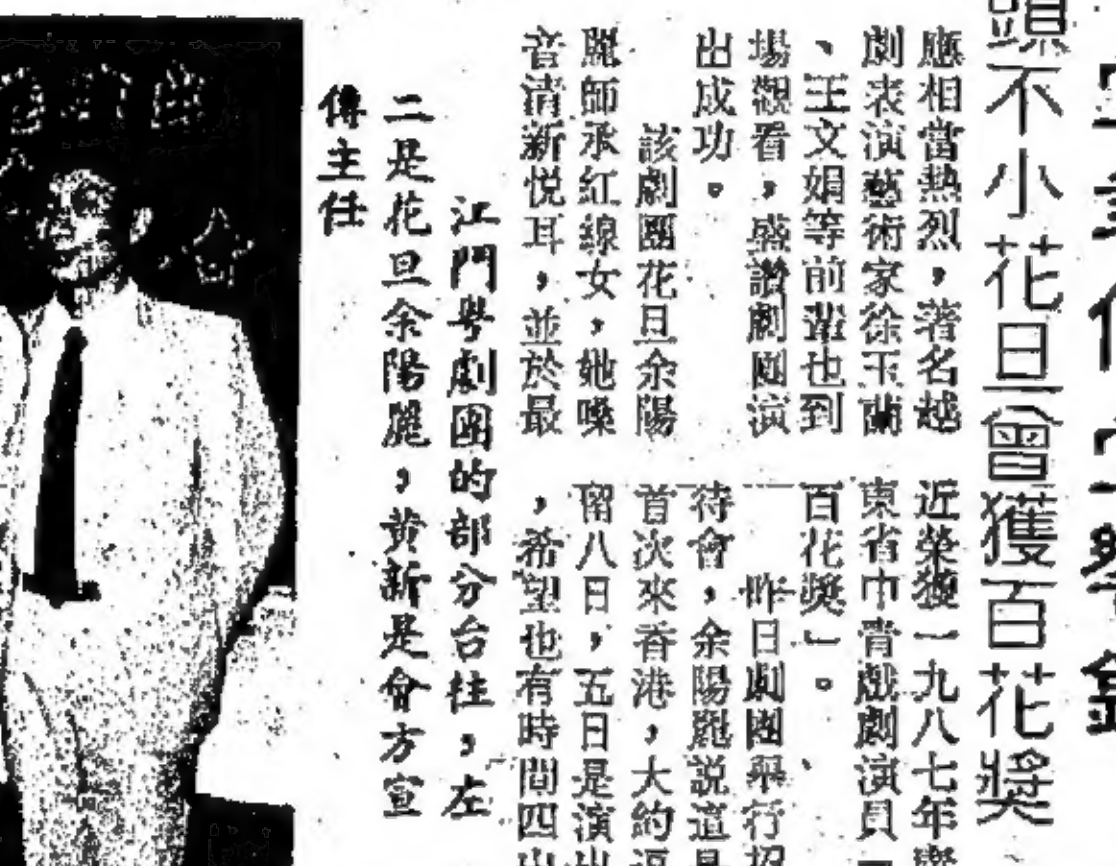 頭不小花旦曾獲百花獎
應相當熱烈，著名越
劇表演藝術家徐玉蘭
、王文娟等前輩也到
場觀看，盛讚劇團演
出成功。
該劇團花旦余陽
麗師承紅線女，她嗓
音清新悦耳，並於最
近榮獲一九八七年
東省市青戲劇演員
百花獎」。
昨日劇團舉行招
待會，余陽麗説這是
首次來香港，大約逗
留八日，五日是演出
，希望也有時間四出
江門粤劇團的部分台柱，左
二是花旦余陽麗，黄新是會方宣
傳主任